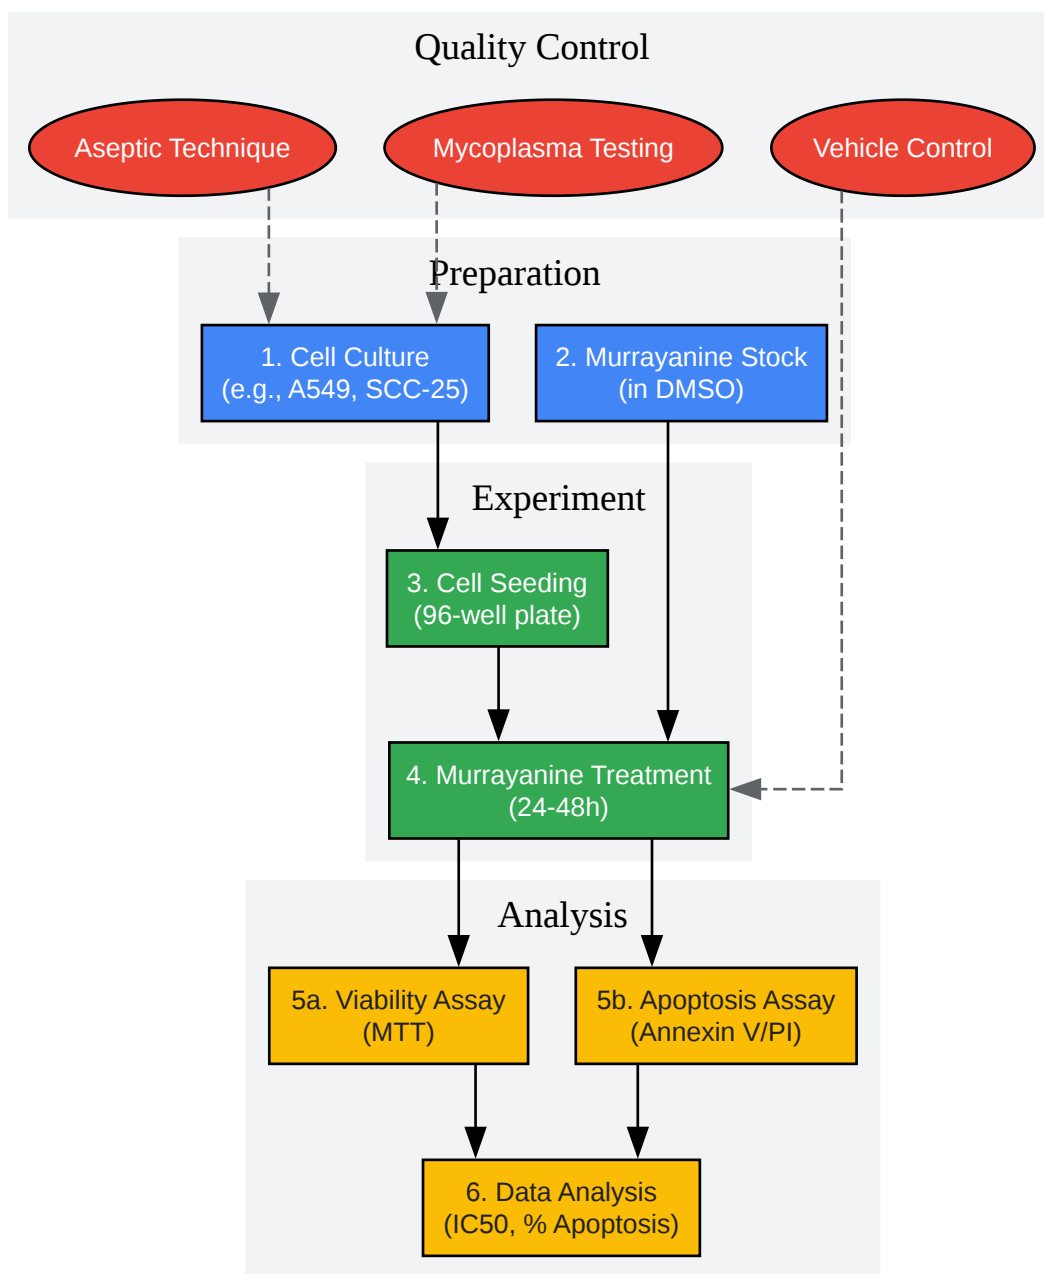 Quality Control
Aseptic Technique
Mycoplasma Testing
Vehicle Control
Preparation
1. Cell Culture
(e.g., A549, SCC-25)
2. Murrayanine Stock
(in DMSO)
Experiment
3. Cell Seeding
(96-well plate)
4. Murrayanine Treatment
(24-48h)
Analysis
5a. Viability Assay
(MTT)
5b. Apoptosis Assay
(Annexin V/PI)
6. Data Analysis
(IC50, % Apoptosis)